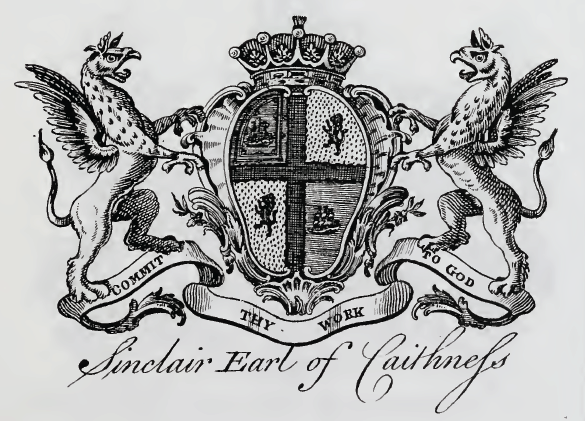 COMMIT THY WORK TO GOD
Sinclair Earl of Caithneſs